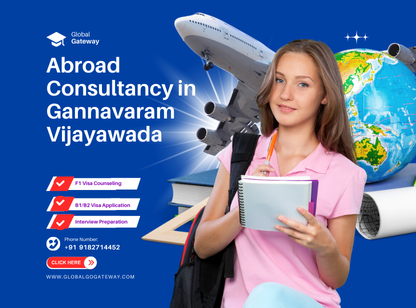 Global
Gateway
Abroad
Consultancy in
Gannavaram
Vijayawada
F1 Visa Counseling
B1/B2 Visa Application
Interview Preparation
Phone Number:
+91 9182714452
CLICK HERE
WWW.GLOBALGOGATEWAY.COM